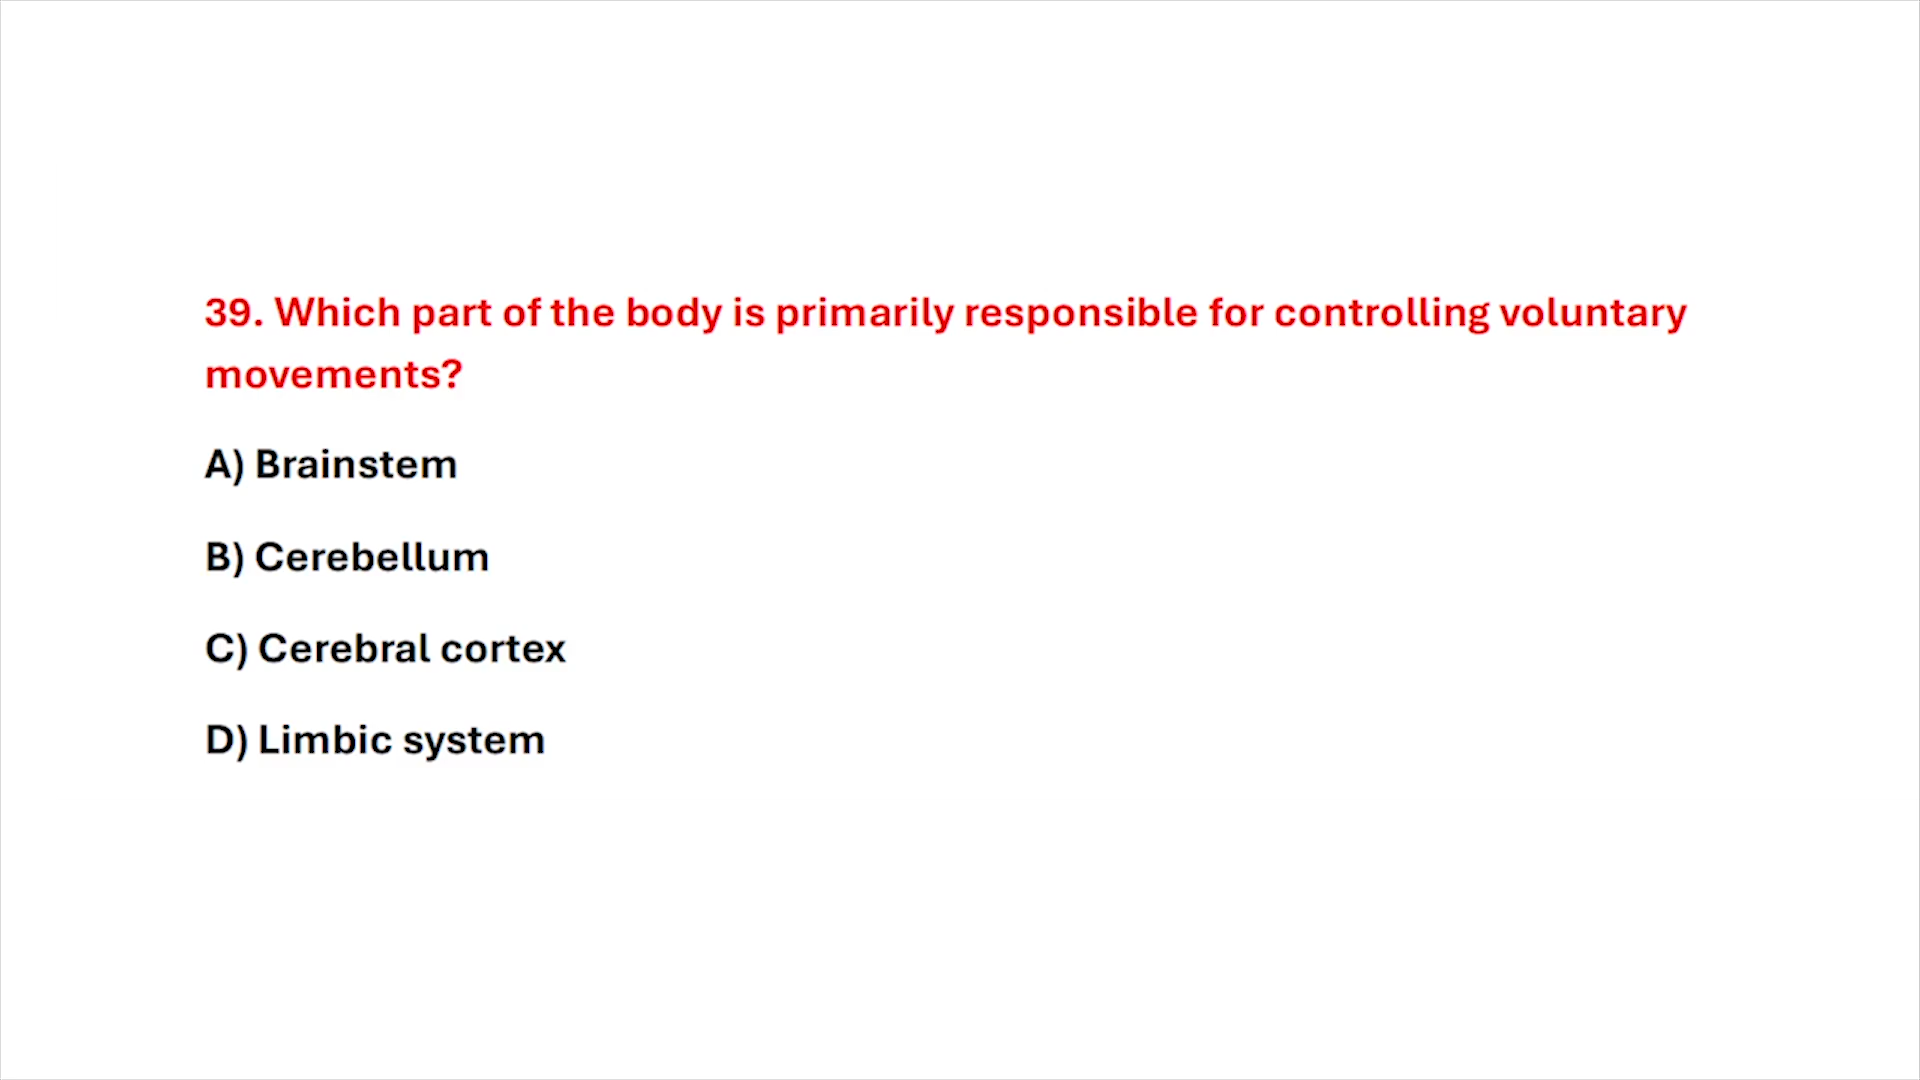 39. Which part of the body is primarily responsible for controlling voluntary
movements?
A) Brainstem
B) Cerebellum
C) Cerebral cortex
D) Limbic system